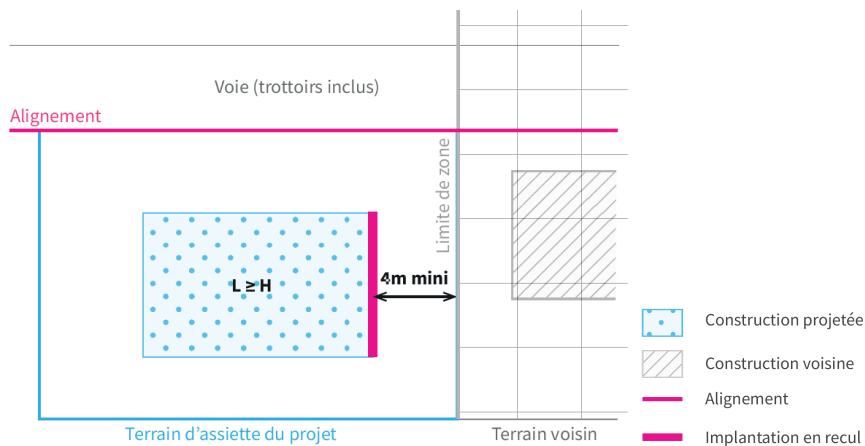 Voie (trottoirs inclus)
Alignement
Limite de zone
4m mini
L ≥ H
Construction projetée
Construction voisine
Alignement
Implantation en recul
Terrain d’assiette du projet
Terrain voisin